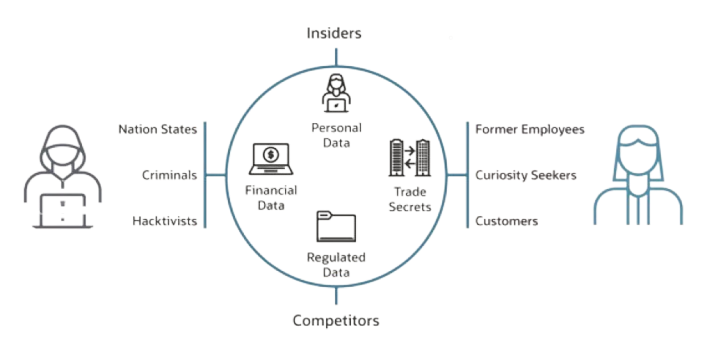 Insiders
Nation States
Criminals
Hacktivists
Personal
Data
Financial
Data
Trade
Secrets
Regulated
Data
Former Employees
Curiosity Seekers
Customers
Competitors